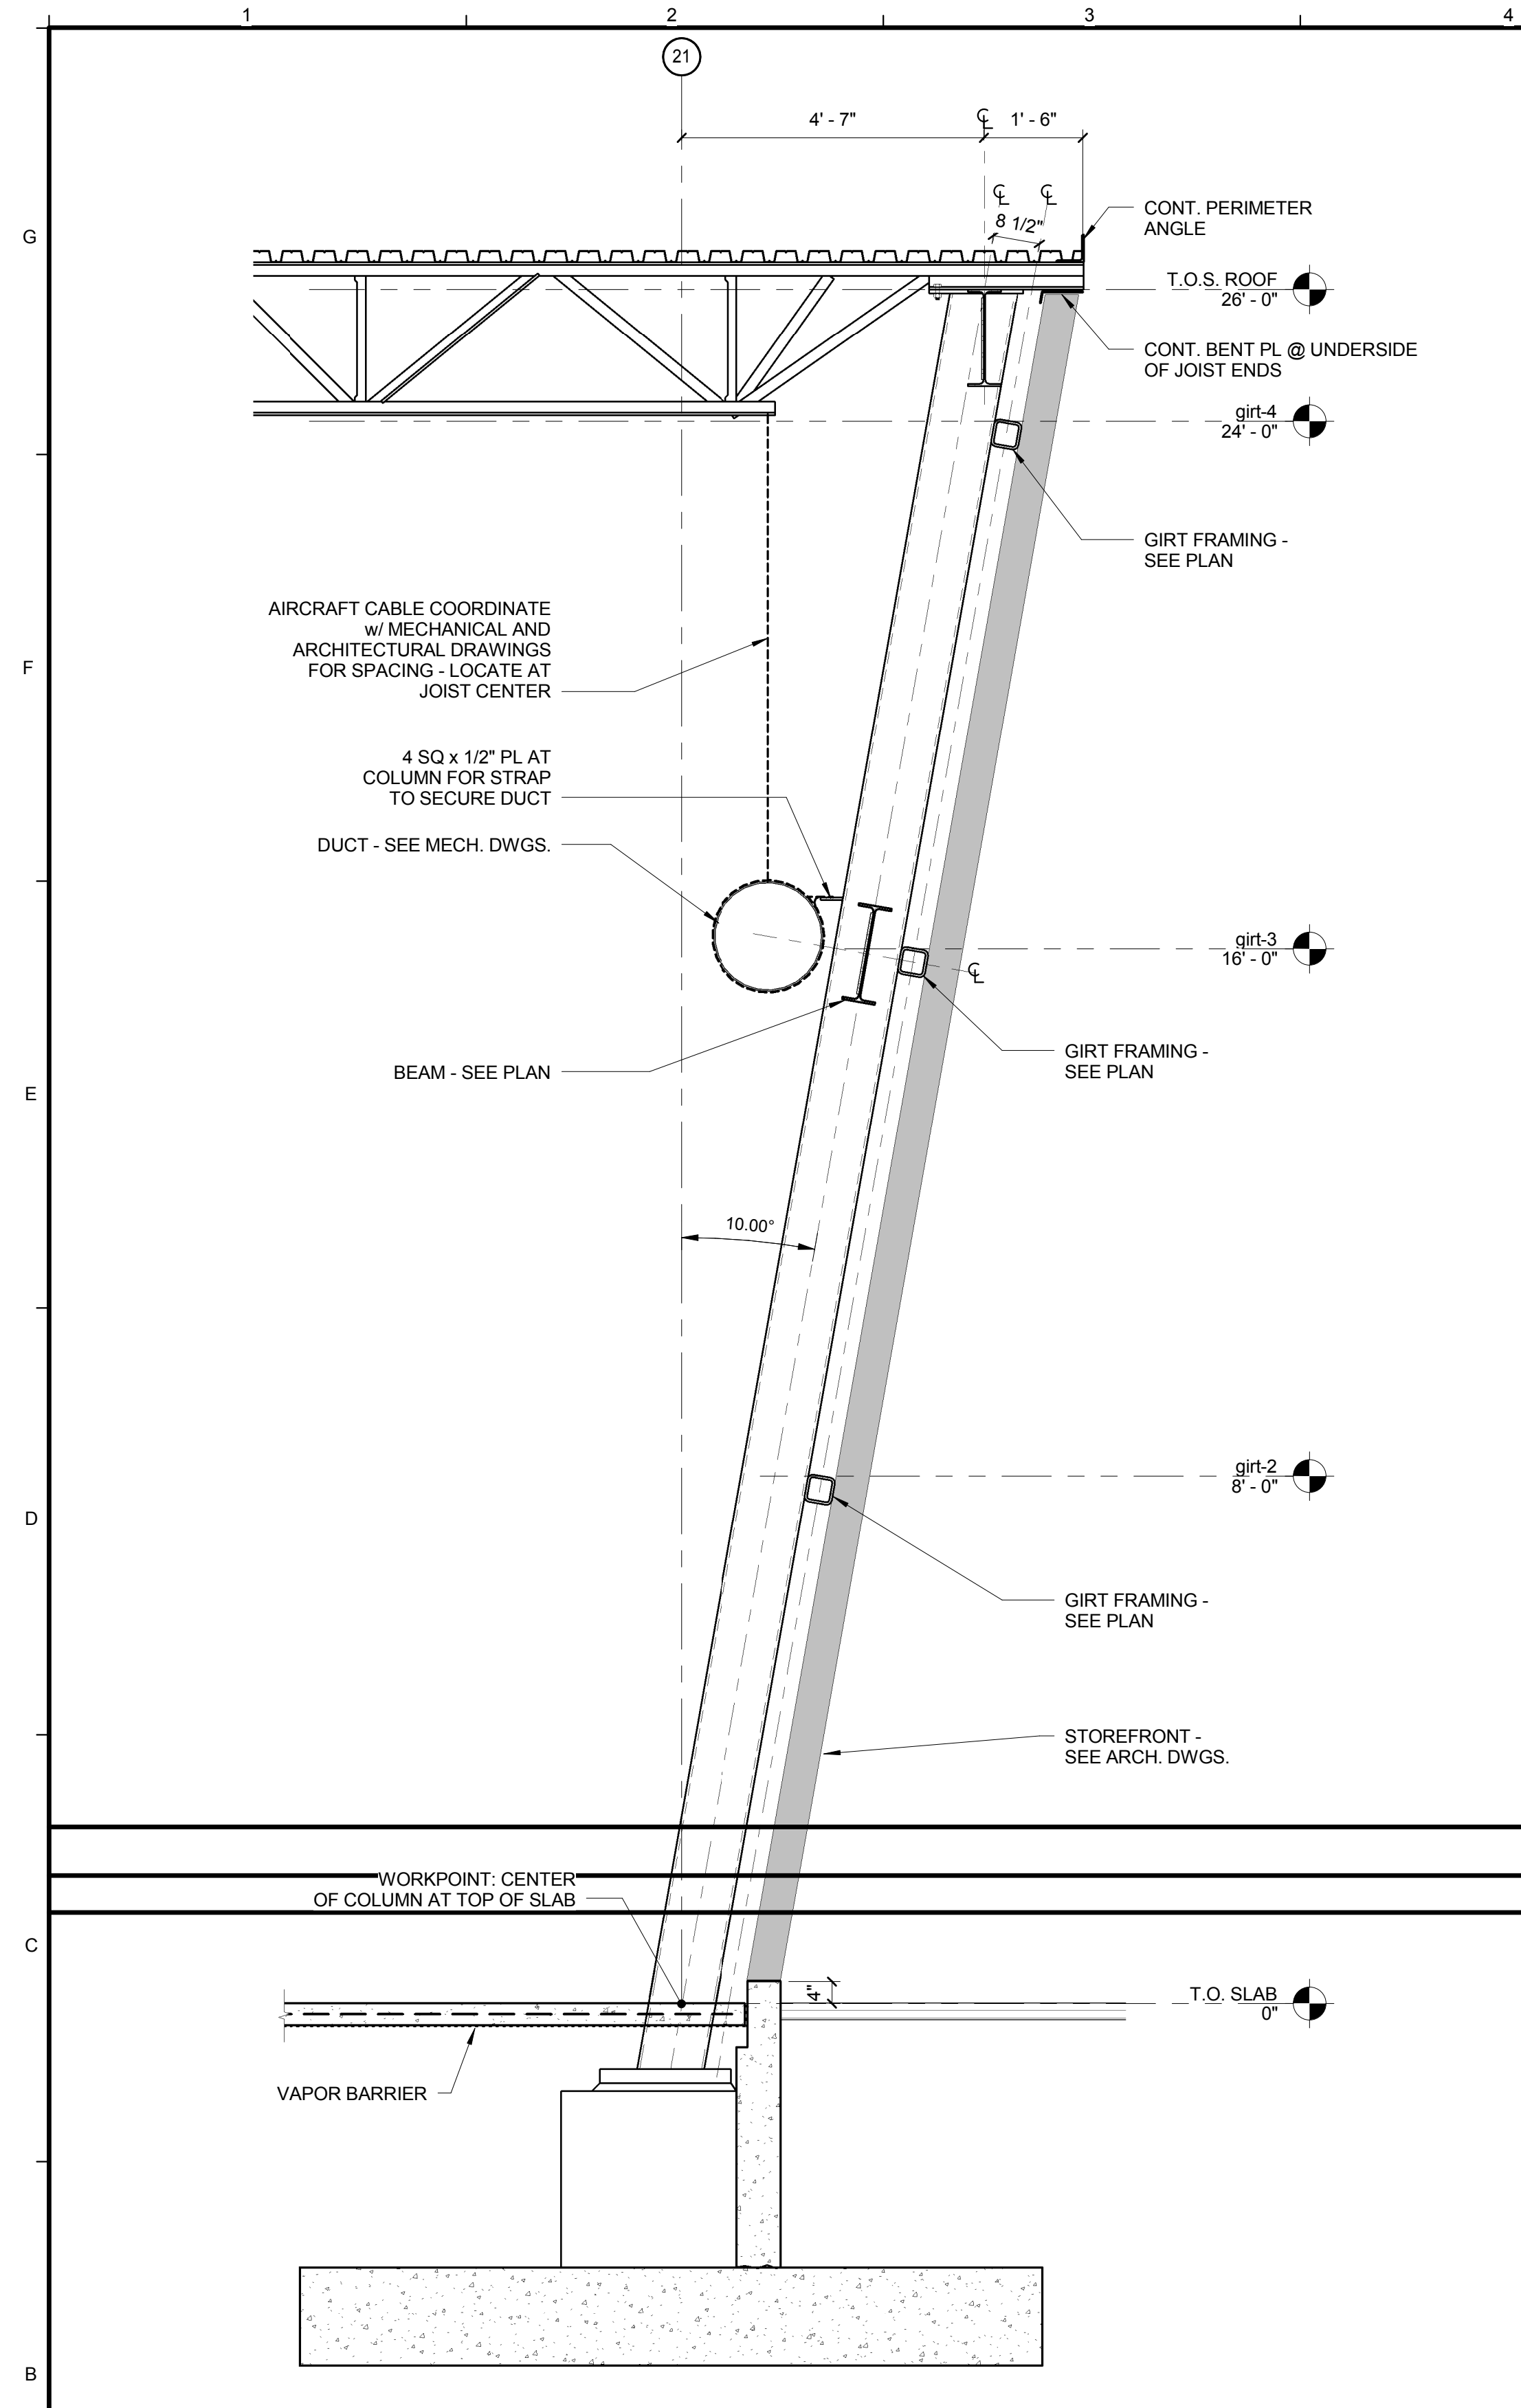 1
2
3
4
21
4' - 7"
℄
1' - 6"
℄
℄
8 1/2"
CONT. PERIMETER
ANGLE
G
T.O.S. ROOF
26' - 0"
CONT. BENT PL @ UNDERSIDE
OF JOIST ENDS
girt-4
24' - 0"
GIRT FRAMING -
SEE PLAN
AIRCRAFT CABLE COORDINATE
w/ MECHANICAL AND
ARCHITECTURAL DRAWINGS
FOR SPACING - LOCATE AT
JOIST CENTER
F
4 SQ x 1/2" PL AT
COLUMN FOR STRAP
TO SECURE DUCT
DUCT - SEE MECH. DWGS.
girt-3
16' - 0"
℄
GIRT FRAMING -
SEE PLAN
BEAM - SEE PLAN
E
10.00°
girt-2
8' - 0"
D
GIRT FRAMING -
SEE PLAN
STOREFRONT -
SEE ARCH. DWGS.
WORKPOINT: CENTER
OF COLUMN AT TOP OF SLAB
C
4"
T.O. SLAB
0"
VAPOR BARRIER
B